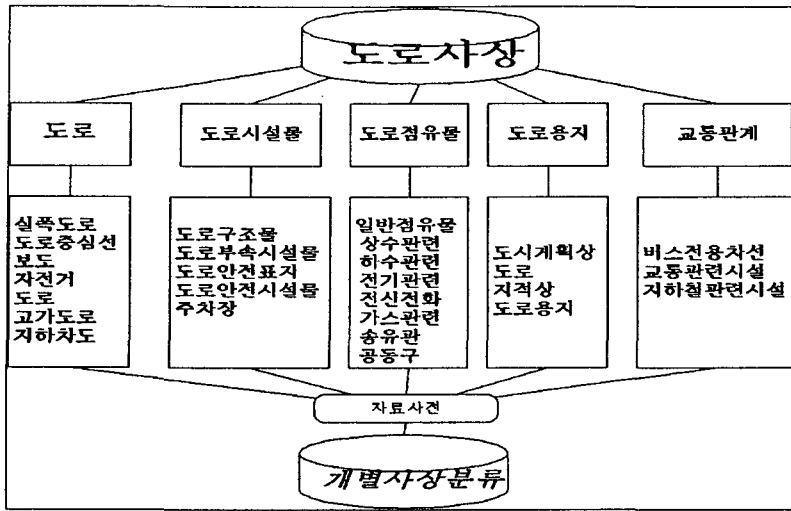 도로사상
도로
도로시설물
도로점유물
도로용지
교통관계
실폭도로
도로중심선
보도
자전거
도로
고가도로
지하차도
도로구조물
도로부속시설물
도로안전표지
도로안전시설물
주차장
일반점유물
상수관련
하수관련
전기관련
전신전화
가스관련
송유관
공동구
도시계획상
도로
지적상
도로용지
버스전용차선
교통관련시설
지하철관련시설
자료사전
개별사상분류